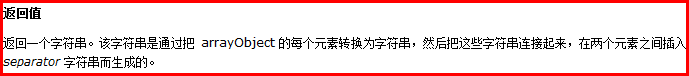 返回值
返回一个字符串。该字符串是通过把 arrayObject 的每个元素转换为字符串，然后把这些字符串连接起来，在两个元素之间插入
separator 字符串而生成的。